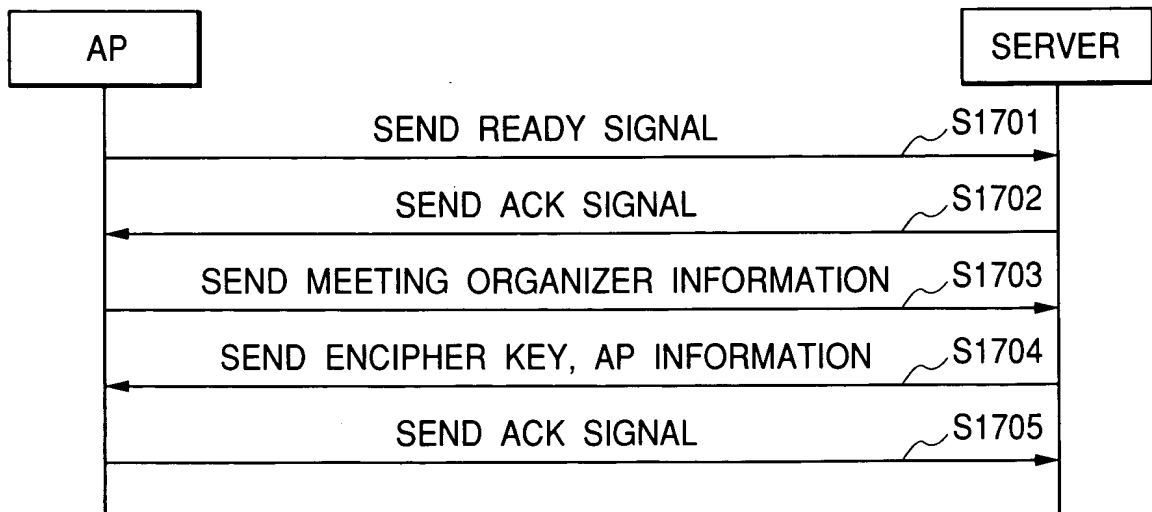 AP
SERVER
SEND READY SIGNAL
S1701
SEND ACK SIGNAL
S1702
SEND MEETING ORGANIZER INFORMATION
S1703
SEND ENCIPHER KEY, AP INFORMATION
S1704
SEND ACK SIGNAL
S1705